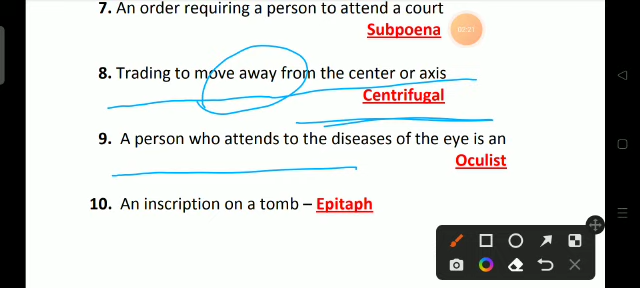 7. An order requiring a person to attend a court
Subpoena
02:21
8. Trading to move away from the center or axis
Centrifugal
9. A person who attends to the diseases of the eye is an
Oculist
10. An inscription on a tomb – Epitaph